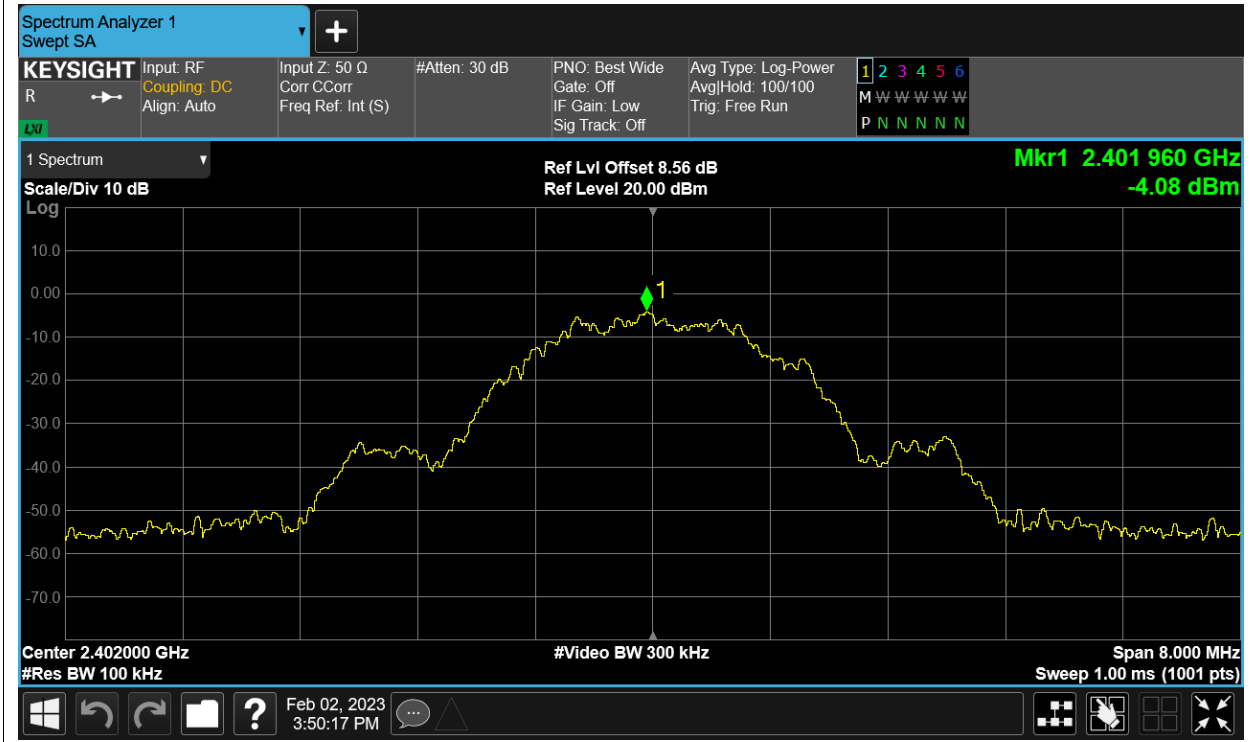 Spectrum Analyzer 1
Swept SA
KEYSIGHT
R
LXI
Input: RF
Coupling: DC
Align: Auto
Input Z: 50 Ω
Corr CCorr
Freq Ref: Int (S)
#Atten: 30 dB
PNO: Best Wide
Gate: Off
IF Gain: Low
Sig Track: Off
Avg Type: Log-Power
Avg|Hold: 100/100
Trig: Free Run
1 2 3 4 5 6
M W W W W W
P N N N N N
1 Spectrum
Scale/Div 10 dB
Log
Ref Lvl Offset 8.56 dB
Ref Level 20.00 dBm
Mkr1 2.401 960 GHz
-4.08 dBm
10.0
0.00
-10.0
-20.0
-30.0
-40.0
-50.0
-60.0
-70.0
1
Center 2.402000 GHz
#Res BW 100 kHz
#Video BW 300 kHz
Span 8.000 MHz
Sweep 1.00 ms (1001 pts)
?
Feb 02, 2023
3:50:17 PM